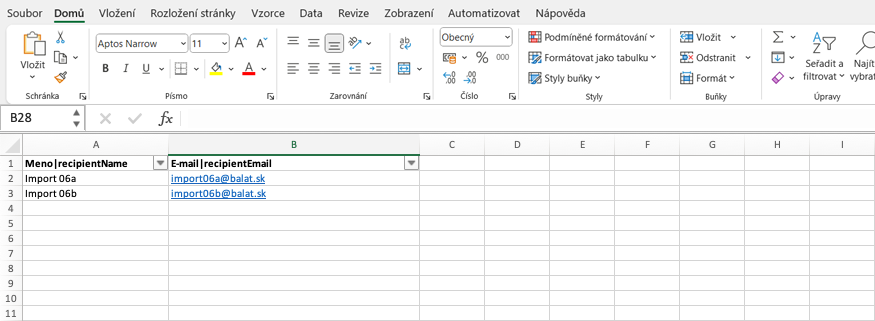 Soubor Domů Vložení Rozložení stránky Vzorce Data Revize Zobrazení Automatizovat Nápověda
Vložit
Schránka
Aptos Narrow 11 A A
B I U A
Písmo
ab
c
Zarovnání
Obecný
% 000
,00
Číslo
Podmíněné formátování
Formátovat jako tabulku
Styly buňky
Styly
Vložit
Odstranit
Formát
Buňky
Σ
Seřadit a
filtrovat
Najít
vybrat
Úpravy
B28 fx
A B C D E F G H I
1 Meno|recipientName E-mail|recipientEmail
2 Import 06a import06a@balat.sk
3 Import 06b import06b@balat.sk
4
5
6
7
8
9
10
11